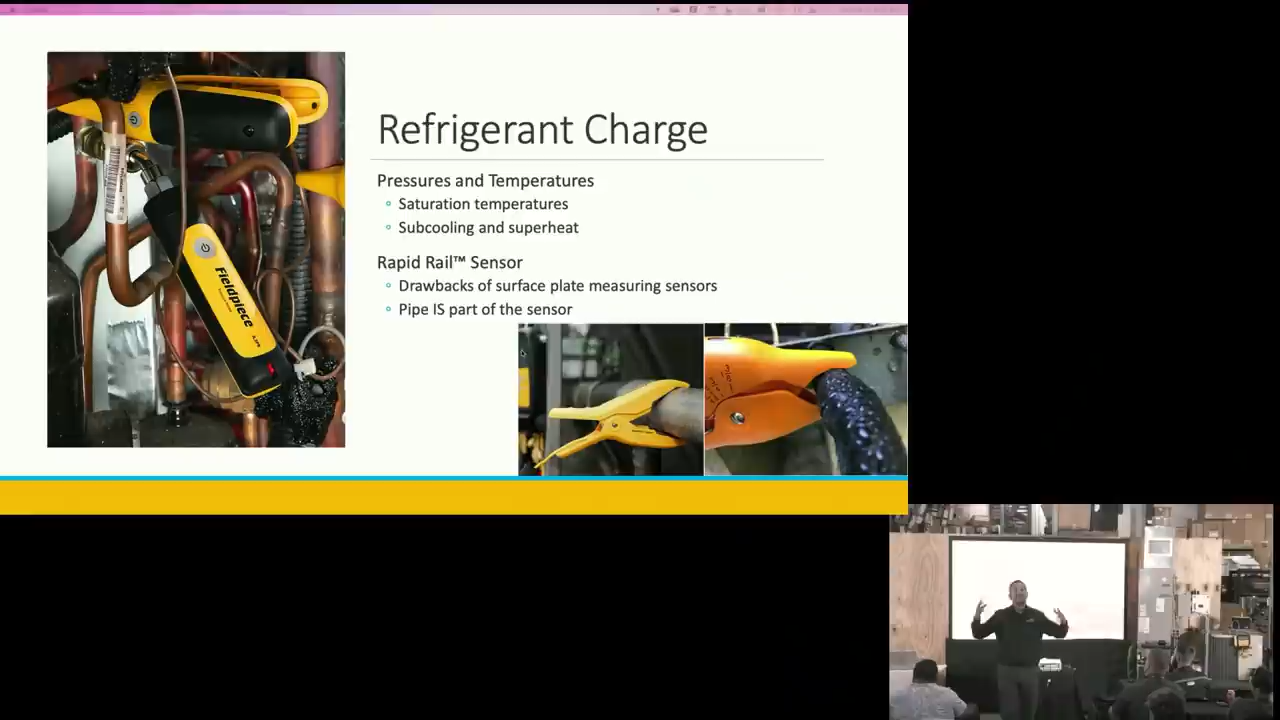 Refrigerant Charge
Pressures and Temperatures
Saturation temperatures
Subcooling and superheat
Rapid Rail™ Sensor
Drawbacks of surface plate measuring sensors
Pipe IS part of the sensor
Fieldpiece